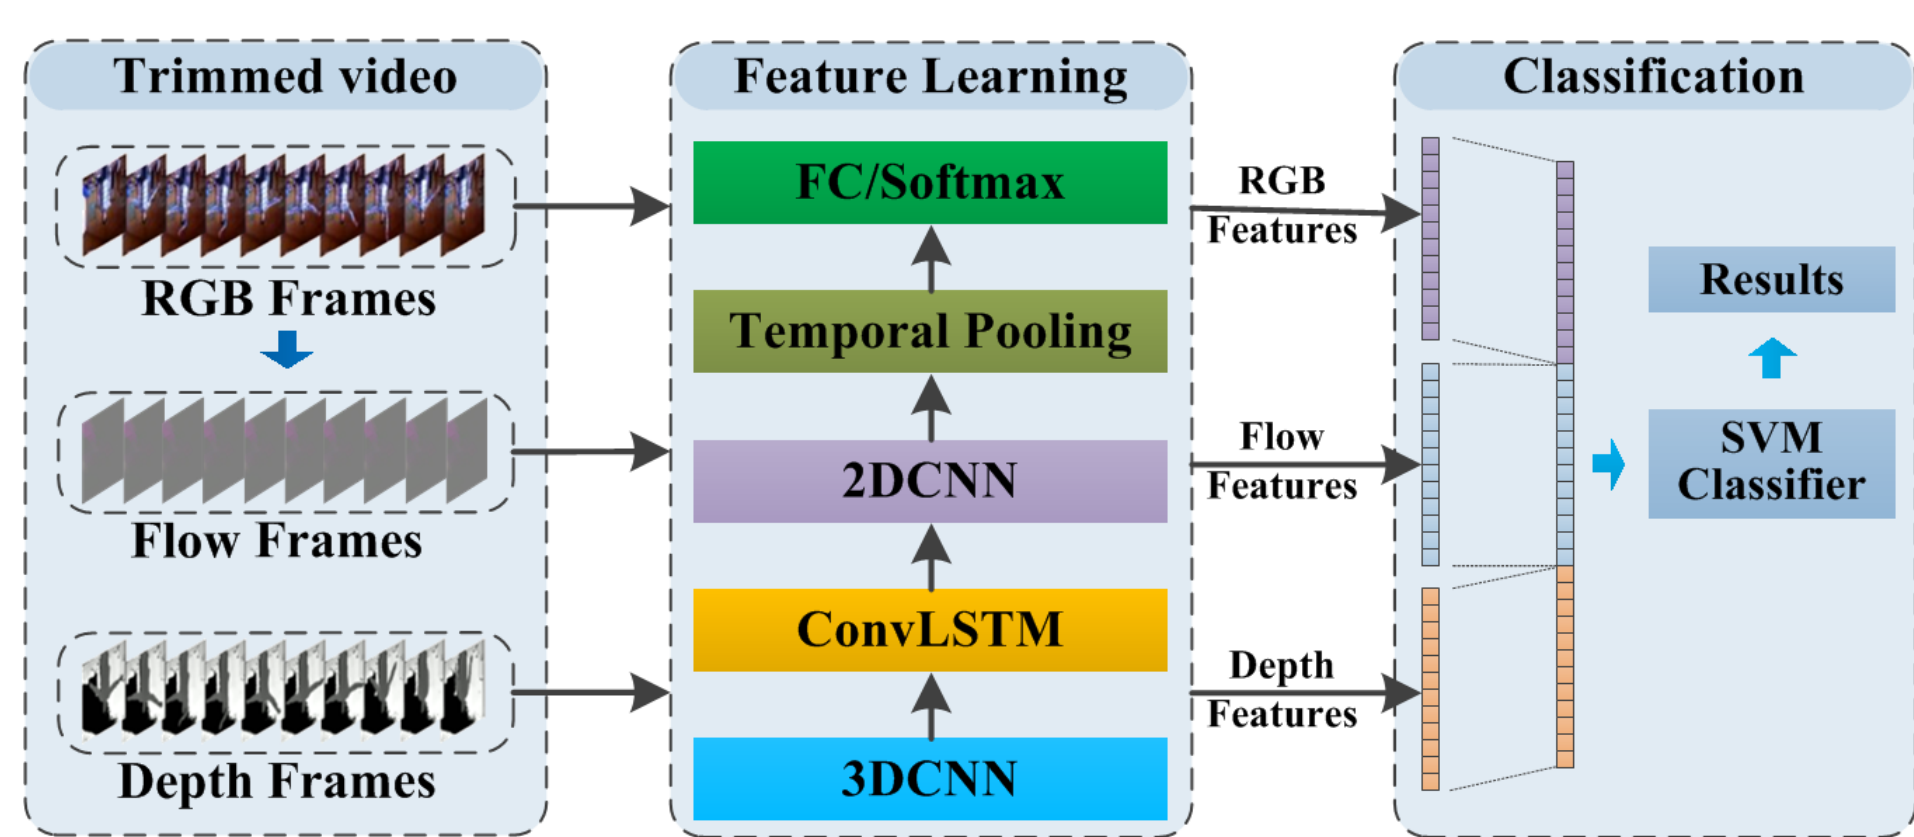 Trimmed video
RGB Frames
Flow Frames
Depth Frames
Feature Learning
FC/Softmax
Temporal Pooling
2DCNN
ConvLSTM
3DCNN
RGB
Features
Flow
Features
Depth
Features
Classification
Results
SVM
Classifier